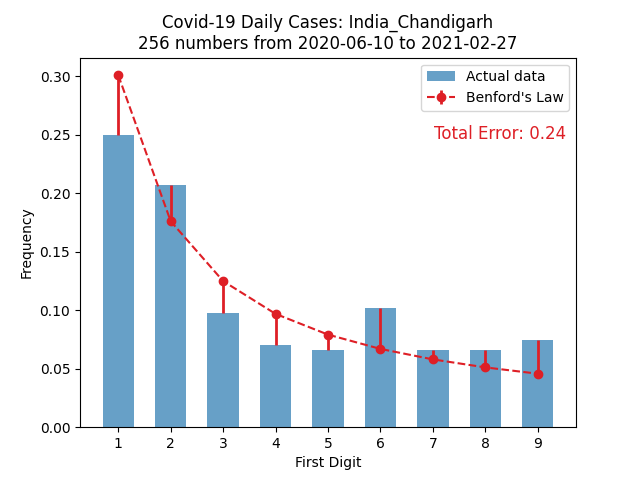 Covid-19 Daily Cases: India_Chandigarh
256 numbers from 2020-06-10 to 2021-02-27
Actual data
Benford's Law
Total Error: 0.24
Frequency
0.30
0.25
0.20
0.15
0.10
0.05
0.00
1 2 3 4 5 6 7 8 9
First Digit